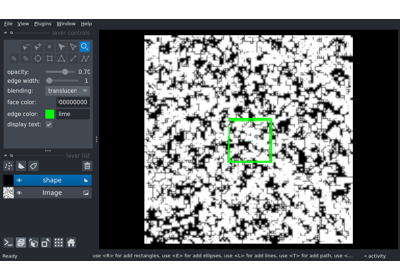 File View Plugins Window Help
layer controls
opacity: 0.70
edge width: 1
blending: translucen
face color: 00000000
edge color: lime
display text:
layer list
shape
Image
Ready use <R> for add rectangles, use <E> for add ellipses, use <L> for add lines, use <T> for add path, use <... activity